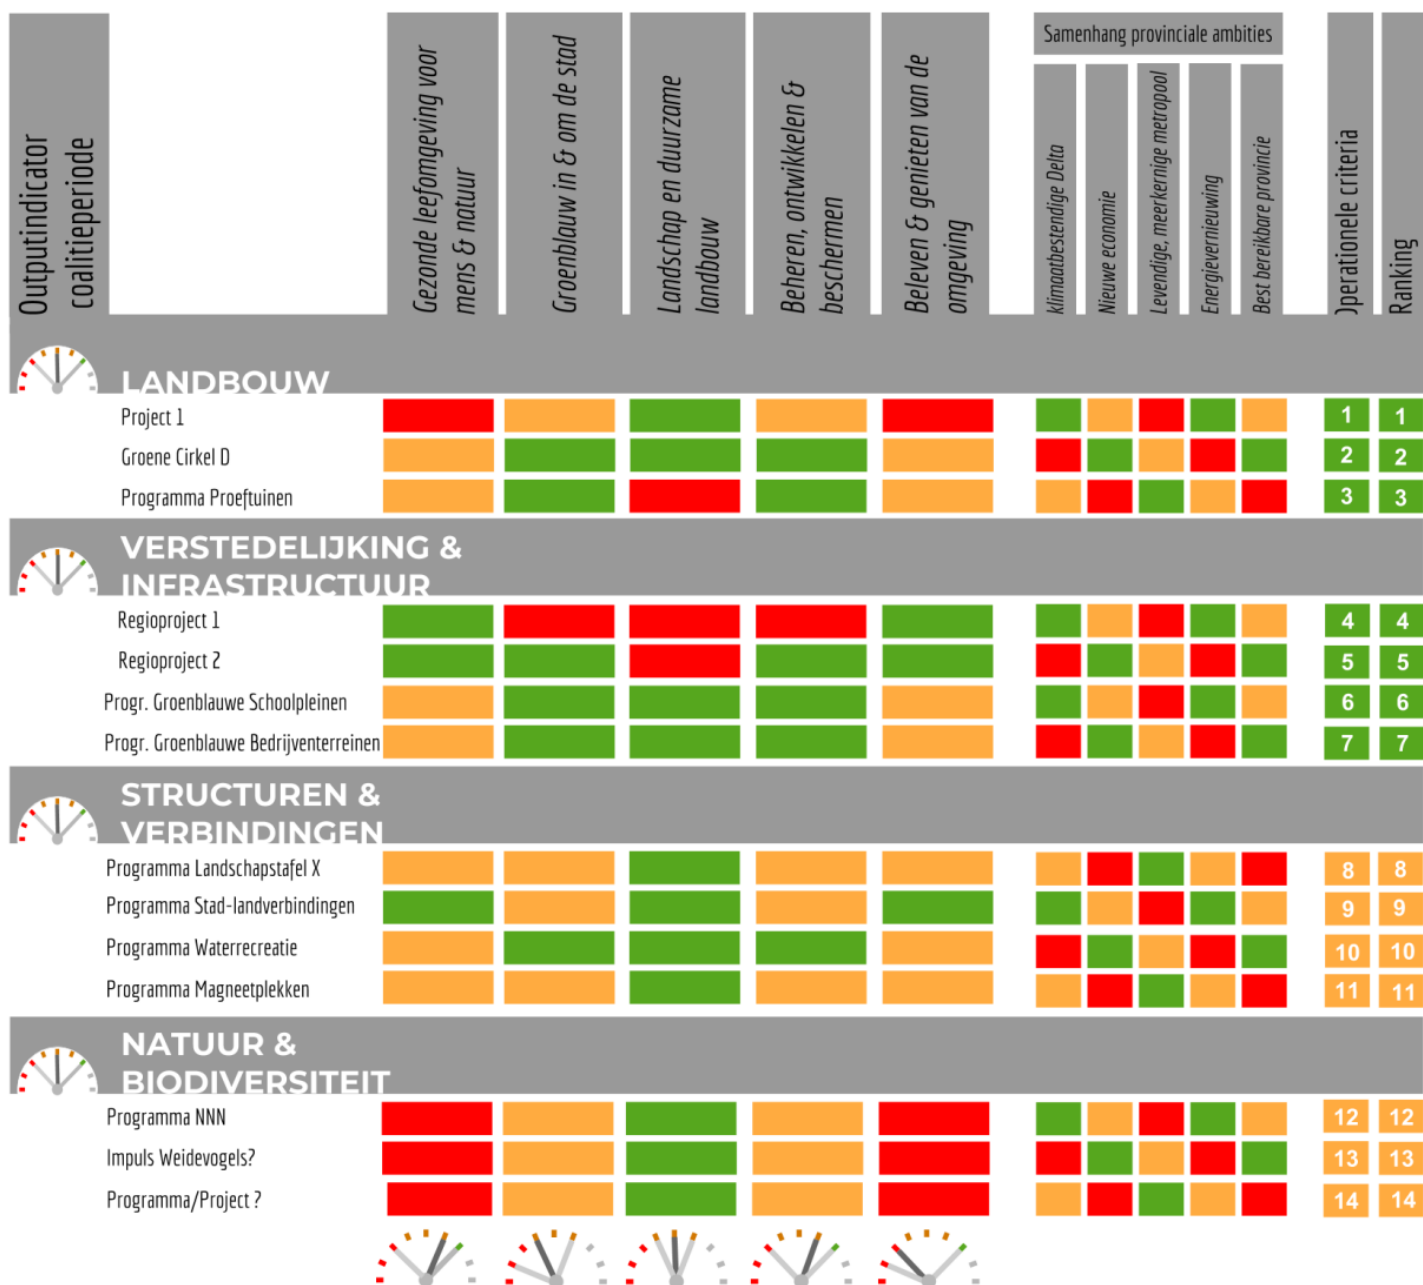 Outputindicator
coalitieperiode
Gezonde leefomgeving voor
mens & natuur
Groenblauw in & om de stad
Landschap en duurzame
landbouw
Beheren, ontwikkelen &
beschermen
Beleven & genieten van de
omgeving
Samenhang provinciale ambities
klimaatbestendige Delta
Nieuwe economie
Levendige, meerkernige metropool
Energievernieuwing
Best bereikbare provincie
Operationele criteria
Ranking
LANDBOUW
Project 1 1 1
Groene Cirkel D 2 2
Programma Proeftuinen 3 3
VERSTEDELIJKING &
INFRASTRUCTUUR
Regioproject 1 4 4
Regioproject 2 5 5
Progr. Groenblauwe Schoolpleinen 6 6
Progr. Groenblauwe Bedrijventerreinen 7 7
STRUCTUREN &
VERBINDINGEN
Programma Landschapstafel X 8 8
Programma Stad-landverbindingen 9 9
Programma Waterrecreatie 10 10
Programma Magneetplekken 11 11
NATUUR &
BIODIVERSITEIT
Programma NNN 12 12
Impuls Weidevogels? 13 13
Programma/Project ? 14 14